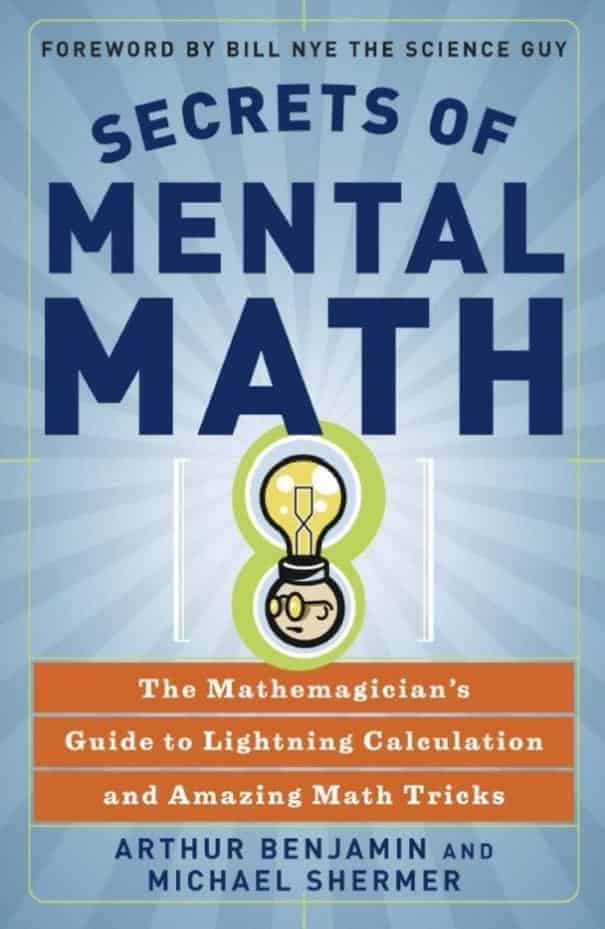 FOREWORD BY BILL NYE THE SCIENCE GUY
SECRETS OF
MENTAL
MATH
The Mathemagician's
Guide to Lightning Calculation
and Amazing Math Tricks
ARTHUR BENJAMIN AND
MICHAEL SHERMER